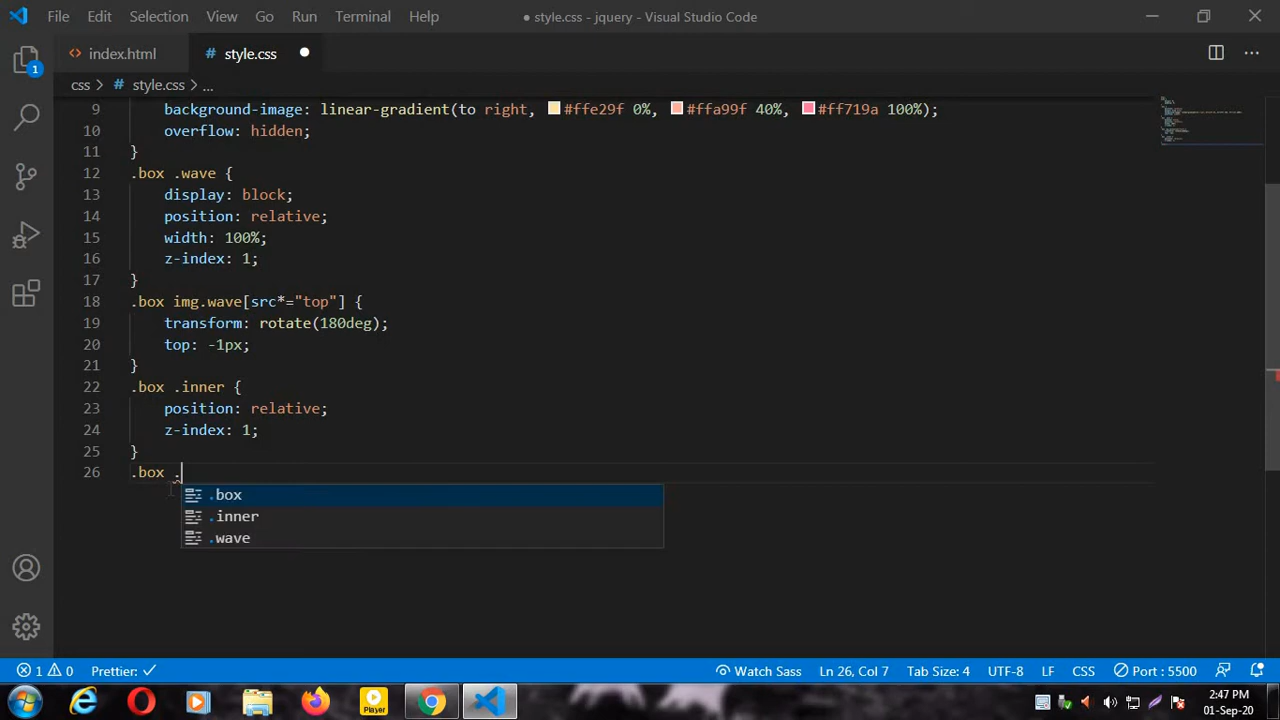 File Edit Selection View Go Run Terminal Help ● style.css - jquery - Visual Studio Code
index.html # style.css ●
css > # style.css > ...
9 background-image: linear-gradient(to right, #ffe29f 0%, #ffa99f 40%, #ff719a 100%);
10 overflow: hidden;
11 }
12 .box .wave {
13 display: block;
14 position: relative;
15 width: 100%;
16 z-index: 1;
17 }
18 .box img.wave[src*="top"] {
19 transform: rotate(180deg);
20 top: -1px;
21 }
22 .box .inner {
23 position: relative;
24 z-index: 1;
25 }
26 .box .
.box
.inner
.wave
1
1 0 Prettier: ✓ Watch Sass Ln 26, Col 7 Tab Size: 4 UTF-8 LF CSS Port : 5500
Player
2:47 PM
01-Sep-20